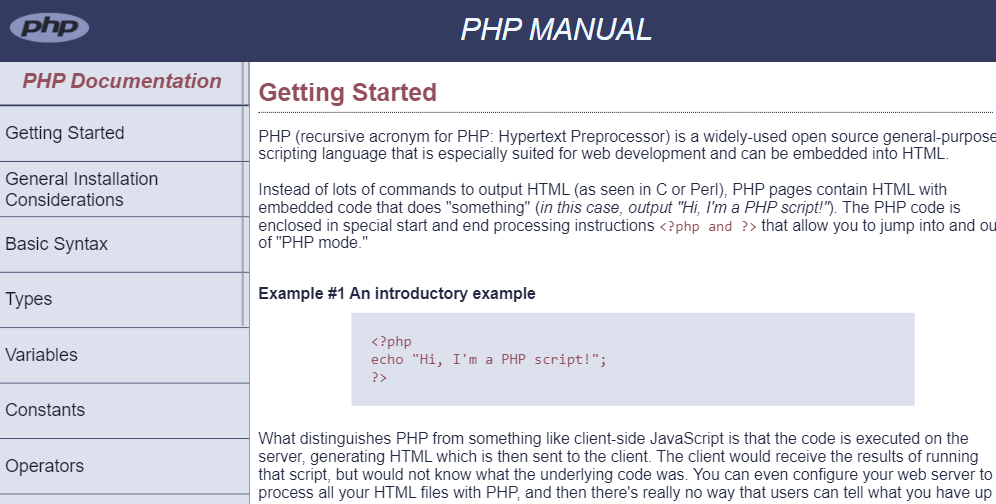 php
PHP MANUAL
PHP Documentation
Getting Started
General Installation
Considerations
Basic Syntax
Types
Variables
Constants
Operators
Getting Started
PHP (recursive acronym for PHP: Hypertext Preprocessor) is a widely-used open source general-purpose
scripting language that is especially suited for web development and can be embedded into HTML.
Instead of lots of commands to output HTML (as seen in C or Perl), PHP pages contain HTML with
embedded code that does "something" (in this case, output "Hi, I'm a PHP script!"). The PHP code is
enclosed in special start and end processing instructions <?php and ?> that allow you to jump into and ou
of "PHP mode."
Example #1 An introductory example
<?php
echo "Hi, I'm a PHP script!";
?>
What distinguishes PHP from something like client-side JavaScript is that the code is executed on the
server, generating HTML which is then sent to the client. The client would receive the results of running
that script, but would not know what the underlying code was. You can even configure your web server to
process all your HTML files with PHP, and then there's really no way that users can tell what you have up